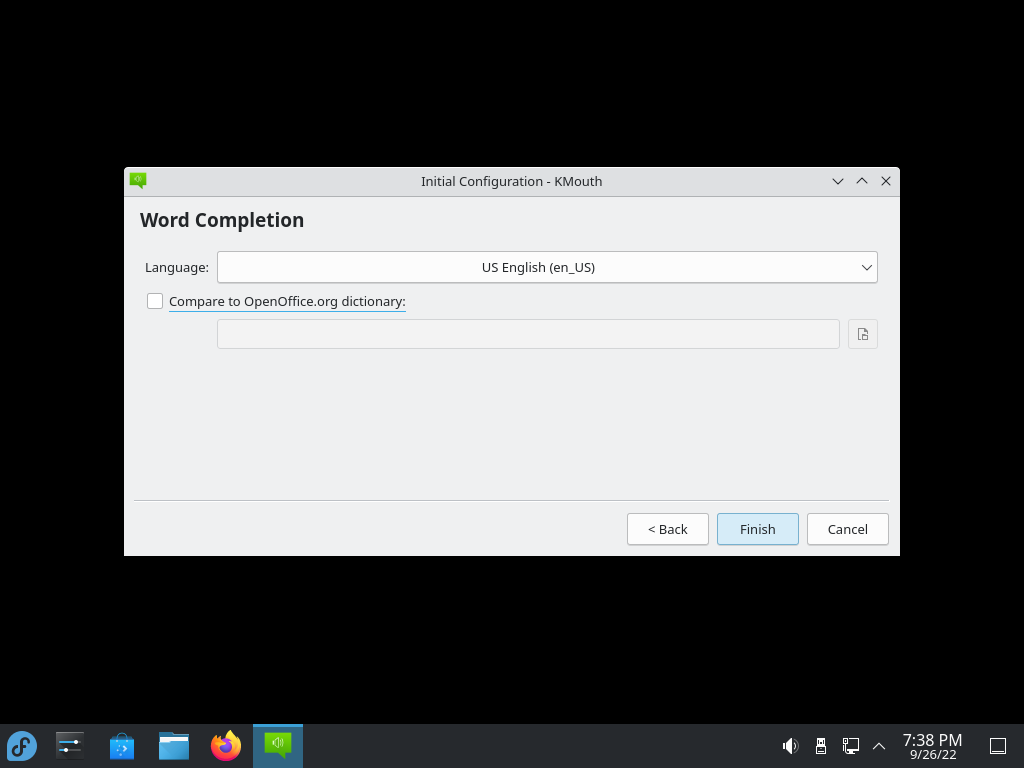 Initial Configuration - KMouth
Word Completion
Language: US English (en_US)
Compare to OpenOffice.org dictionary:
< Back Finish Cancel
7:38 PM
9/26/22